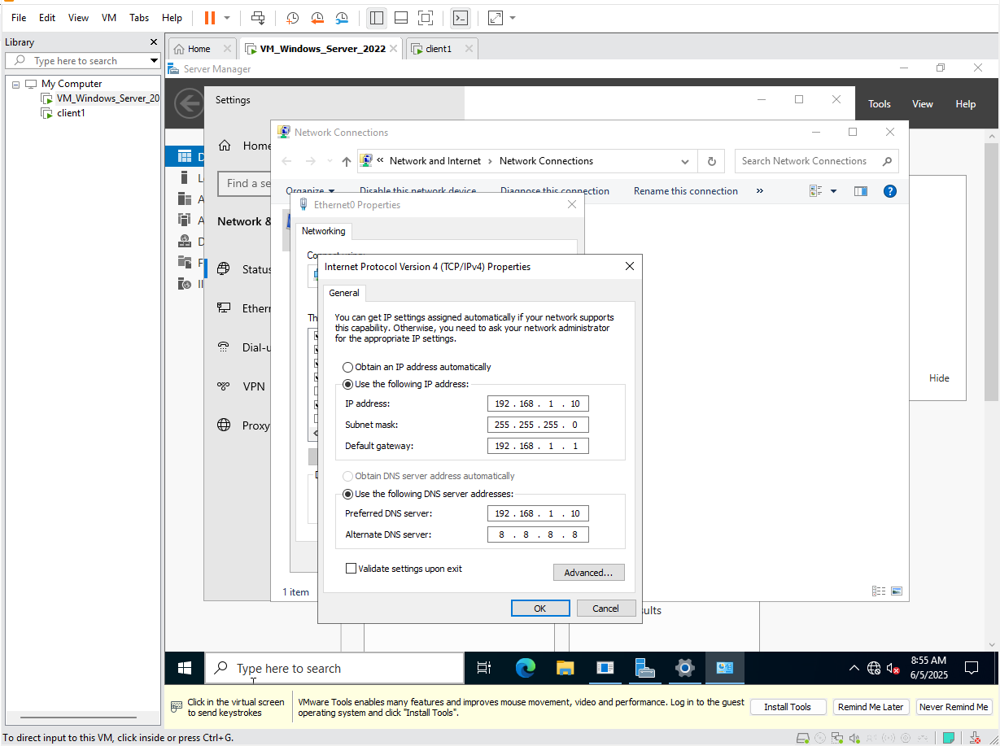 File Edit View VM Tabs Help
Library
Type here to search
My Computer
VM_Windows_Server_20
client1
Home
VM_Windows_Server_2022
client1
Server Manager
Tools View Help
Settings
Home
Find a se
Network &
Status
Ethern
Dial-u
VPN
Proxy
D
L
A
A
D
F
II
Network Connections
« Network and Internet › Network Connections
Search Network Connections
Organize Disable this network device Diagnose this connection Rename this connection »
Ethernet0 Properties
Networking
Connect using:
Th
Internet Protocol Version 4 (TCP/IPv4) Properties
General
You can get IP settings assigned automatically if your network supports
this capability. Otherwise, you need to ask your network administrator
for the appropriate IP settings.
Obtain an IP address automatically
Use the following IP address:
IP address: 192 . 168 . 1 . 10
Subnet mask: 255 . 255 . 255 . 0
Default gateway: 192 . 168 . 1 . 1
Obtain DNS server address automatically
Use the following DNS server addresses:
Preferred DNS server: 192 . 168 . 1 . 10
Alternate DNS server: 8 . 8 . 8 . 8
Validate settings upon exit
Advanced...
OK Cancel
Hide
1 item
ults
Type here to search
8:55 AM
6/5/2025
Click in the virtual screen
to send keystrokes
VMware Tools enables many features and improves mouse movement, video and performance. Log in to the guest
operating system and click "Install Tools".
Install Tools Remind Me Later Never Remind Me
To direct input to this VM, click inside or press Ctrl+G.